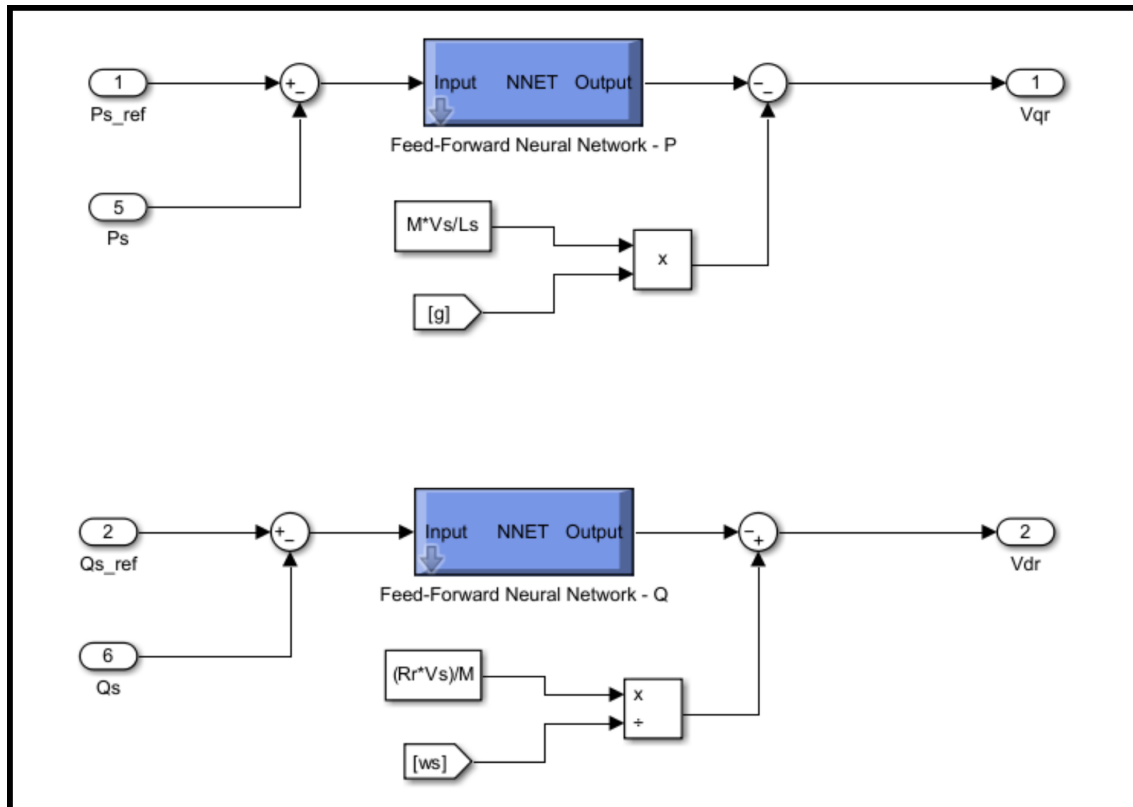 1
Ps_ref
+
−
Input NNET Output
Feed-Forward Neural Network - P
−
−
1
Vqr
5
Ps
M*Vs/Ls
x
[g]
2
Qs_ref
+
−
Input NNET Output
Feed-Forward Neural Network - Q
−
+
2
Vdr
6
Qs
(Rr*Vs)/M
x
÷
[ws]